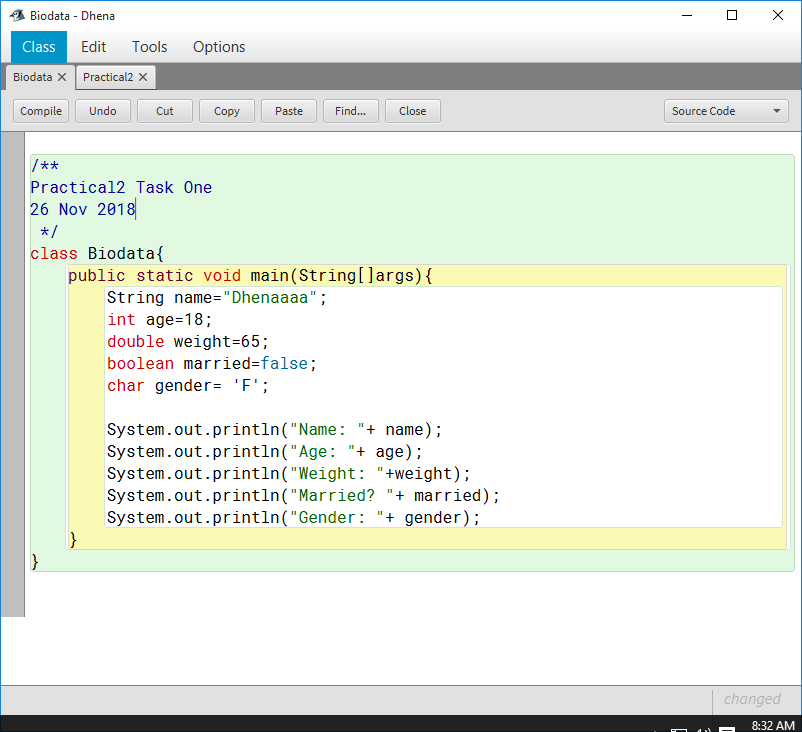 Biodata - Dhena
Class Edit Tools Options
Biodata Practical2
Compile Undo Cut Copy Paste Find... Close Source Code
/**
Practical2 Task One
26 Nov 2018
*/
class Biodata{
public static void main(String[]args){
String name="Dhenaaaa";
int age=18;
double weight=65;
boolean married=false;
char gender= 'F';
System.out.println("Name: "+ name);
System.out.println("Age: "+ age);
System.out.println("Weight: "+weight);
System.out.println("Married? "+ married);
System.out.println("Gender: "+ gender);
}
}
changed
8:32 AM